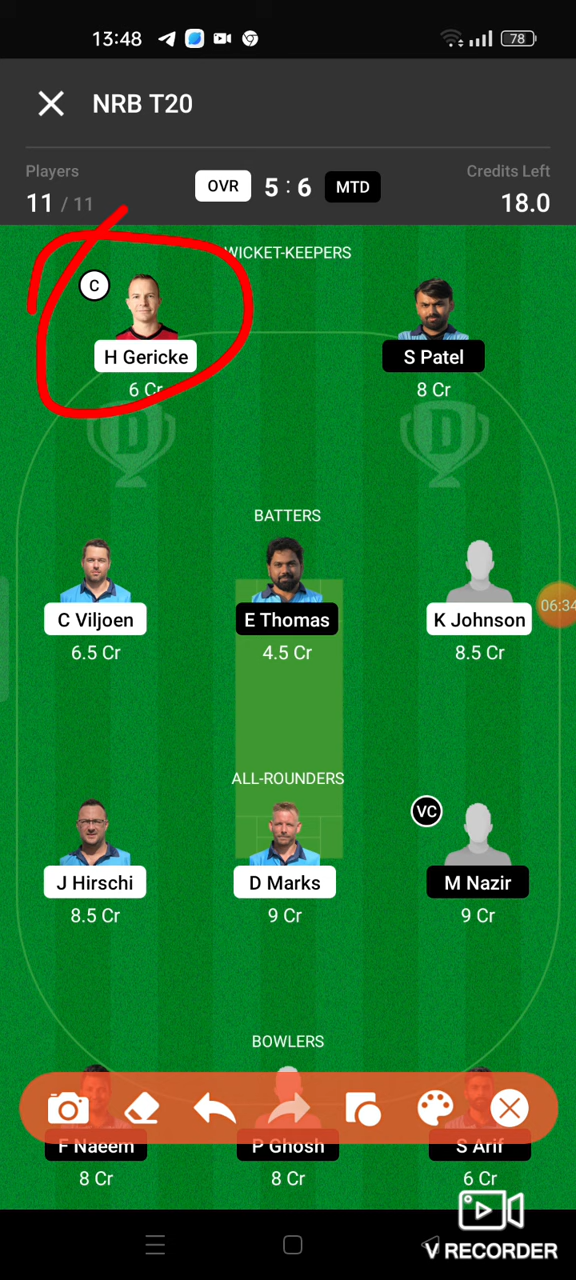 13:48
78
NRB T20
Players
Credits Left
11 / 11
OVR 5 : 6 MTD
18.0
WICKET-KEEPERS
C
H Gericke
S Patel
6 Cr
8 Cr
D
D
BATTERS
C Viljoen
E Thomas
K Johnson
06:34
6.5 Cr
4.5 Cr
8.5 Cr
ALL-ROUNDERS
VC
J Hirschi
D Marks
M Nazir
8.5 Cr
9 Cr
9 Cr
BOWLERS
F Naeem
P Ghosh
S Arif
8 Cr
8 Cr
6 Cr
V RECORDER